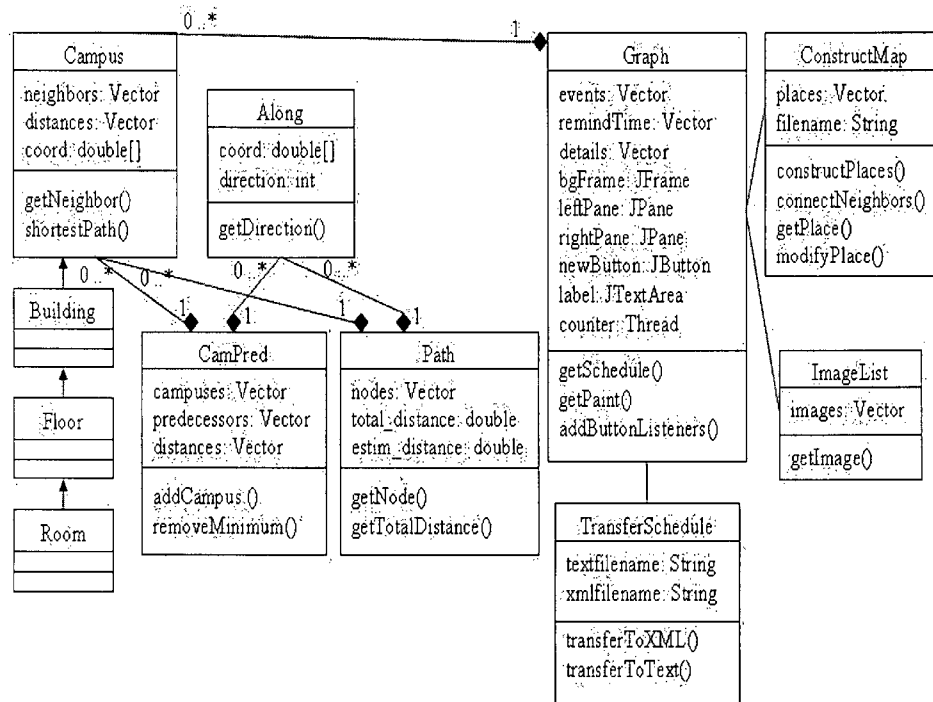 0..*
1
Campus
neighbors: Vector
distances: Vector
coord: double[]
getNeighbor()
shortestPath()
Along
coord: double[]
direction: int
getDirection()
Graph
events: Vector
remindTime: Vector
details: Vector
bgFrame: JFrame
leftPane: JPane
rightPane: JPane
newButton: JButton
label: JTextArea
counter: Thread
getSchedule()
getPaint()
addButtonListeners()
ConstructMap
places: Vector
filename: String
constructPlaces()
connectNeighbors()
getPlace()
modifyPlace()
0..*
0..*
0..*
0..*
1
1
1
1
Building
Floor
Room
CamPred
campuses: Vector
predecessors: Vector
distances: Vector
addCampus()
removeMinimum()
Path
nodes: Vector
total_distance: double
estim_distance: double
getNode()
getTotalDistance()
ImageList
images: Vector
getImage()
TransferSchedule
textfilename: String
xmlfilename: String
transferToXML()
transferToText()